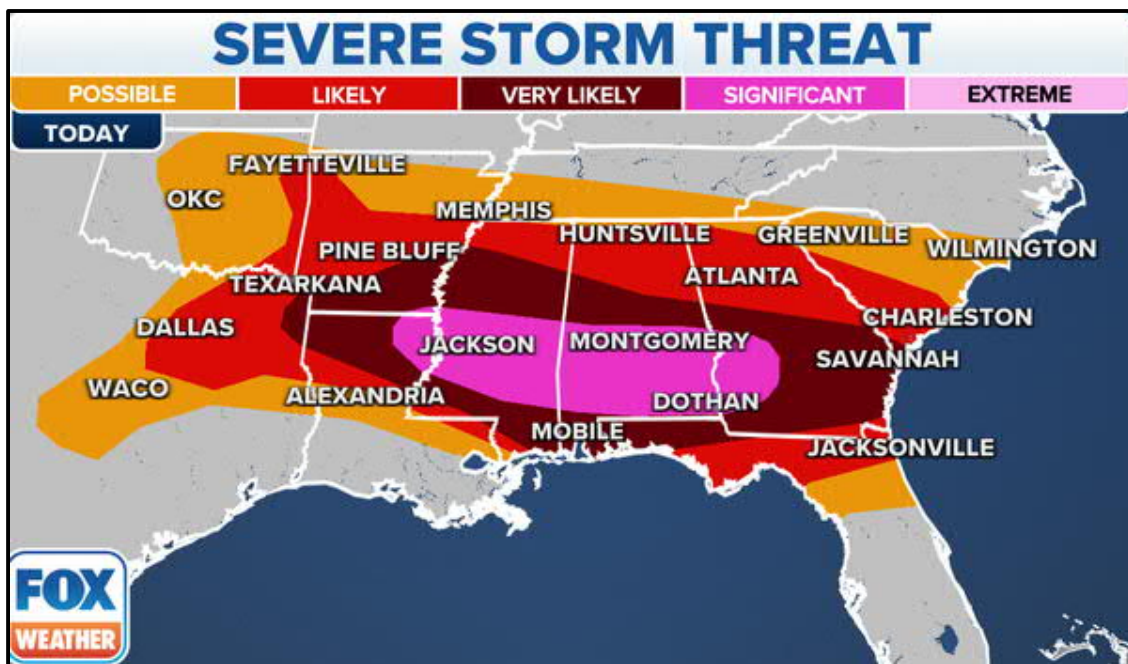 SEVERE STORM THREAT
POSSIBLE LIKELY VERY LIKELY SIGNIFICANT EXTREME
TODAY
FAYETTEVILLE
OKC
MEMPHIS
HUNTSVILLE
GREENVILLE
WILMINGTON
PINE BLUFF
TEXARKANA
ATLANTA
DALLAS
CHARLESTON
JACKSON
MONTGOMERY
SAVANNAH
WACO
ALEXANDRIA
DOTHAN
MOBILE
JACKSONVILLE
FOX
WEATHER